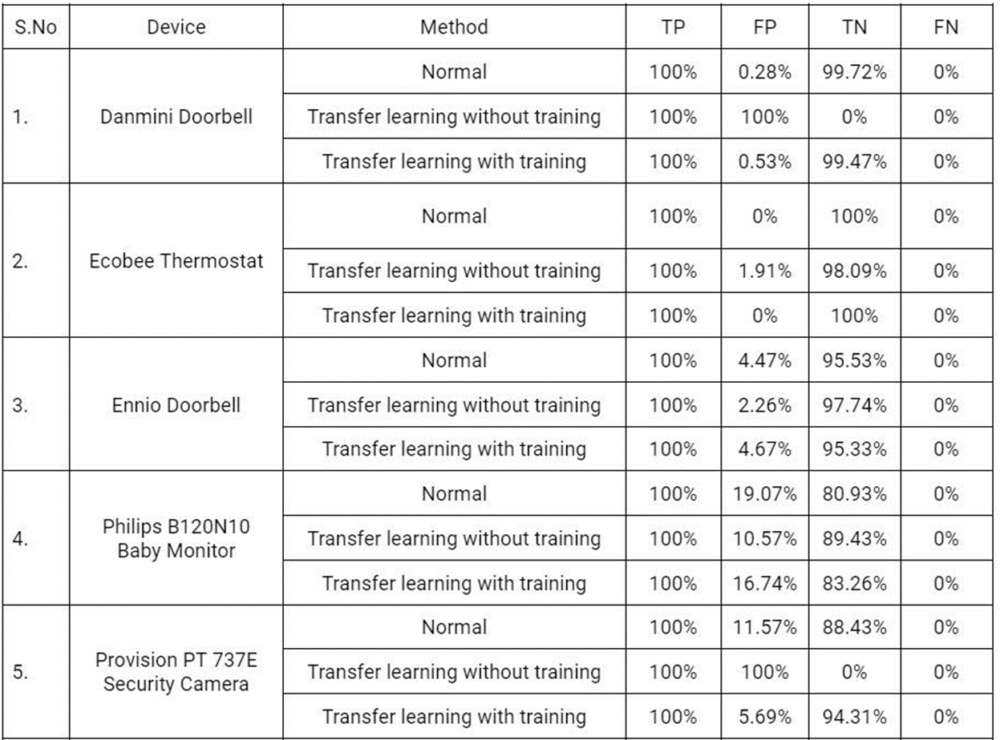 S.No Device Method TP FP TN FN
1. Danmini Doorbell
Normal 100% 0.28% 99.72% 0%
Transfer learning without training 100% 100% 0% 0%
Transfer learning with training 100% 0.53% 99.47% 0%
2. Ecobee Thermostat
Normal 100% 0% 100% 0%
Transfer learning without training 100% 1.91% 98.09% 0%
Transfer learning with training 100% 0% 100% 0%
3. Ennio Doorbell
Normal 100% 4.47% 95.53% 0%
Transfer learning without training 100% 2.26% 97.74% 0%
Transfer learning with training 100% 4.67% 95.33% 0%
4. Philips B120N10
Baby Monitor
Normal 100% 19.07% 80.93% 0%
Transfer learning without training 100% 10.57% 89.43% 0%
Transfer learning with training 100% 16.74% 83.26% 0%
5. Provision PT 737E
Security Camera
Normal 100% 11.57% 88.43% 0%
Transfer learning without training 100% 100% 0% 0%
Transfer learning with training 100% 5.69% 94.31% 0%